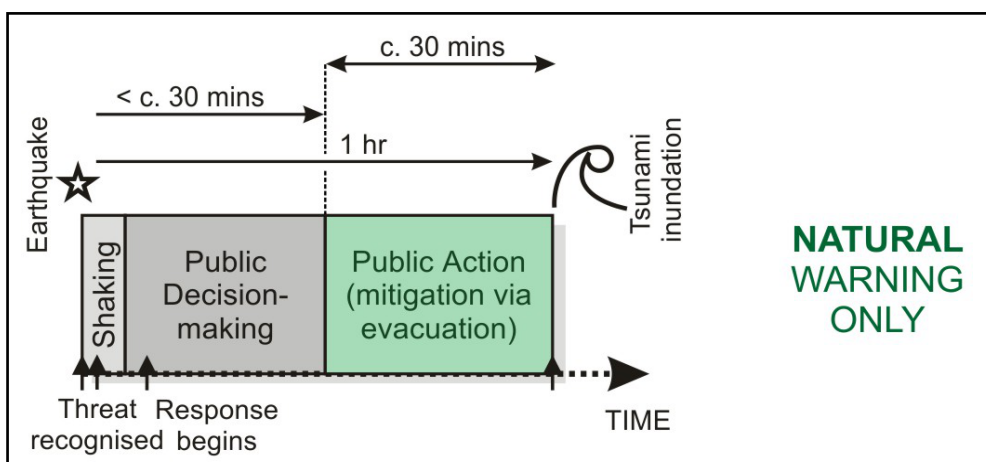 c. 30 mins
< c. 30 mins
1 hr
Earthquake
Tsunami
inundation
Shaking
Public
Decision-
making
Public Action
(mitigation via
evacuation)
NATURAL
WARNING
ONLY
Threat
recognised
Response
begins
TIME